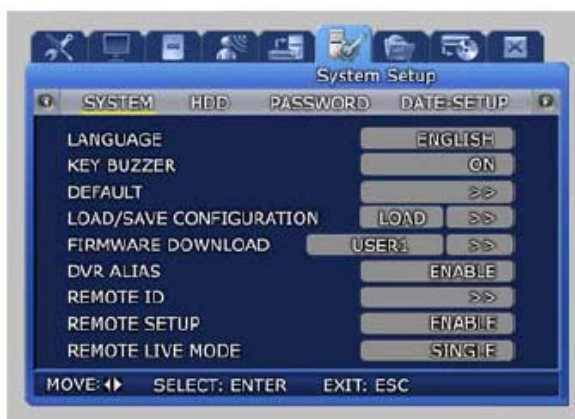 System Setup
SYSTEM HDD PASSWORD DATE-SETUP
LANGUAGE ENGLISH
KEY BUZZER ON
DEFAULT >>
LOAD/SAVE CONFIGURATION LOAD >>
FIRMWARE DOWNLOAD USER1 >>
DVR ALIAS ENABLE
REMOTE ID >>
REMOTE SETUP ENABLE
REMOTE LIVE MODE SINGLE
MOVE: SELECT: ENTER EXIT: ESC